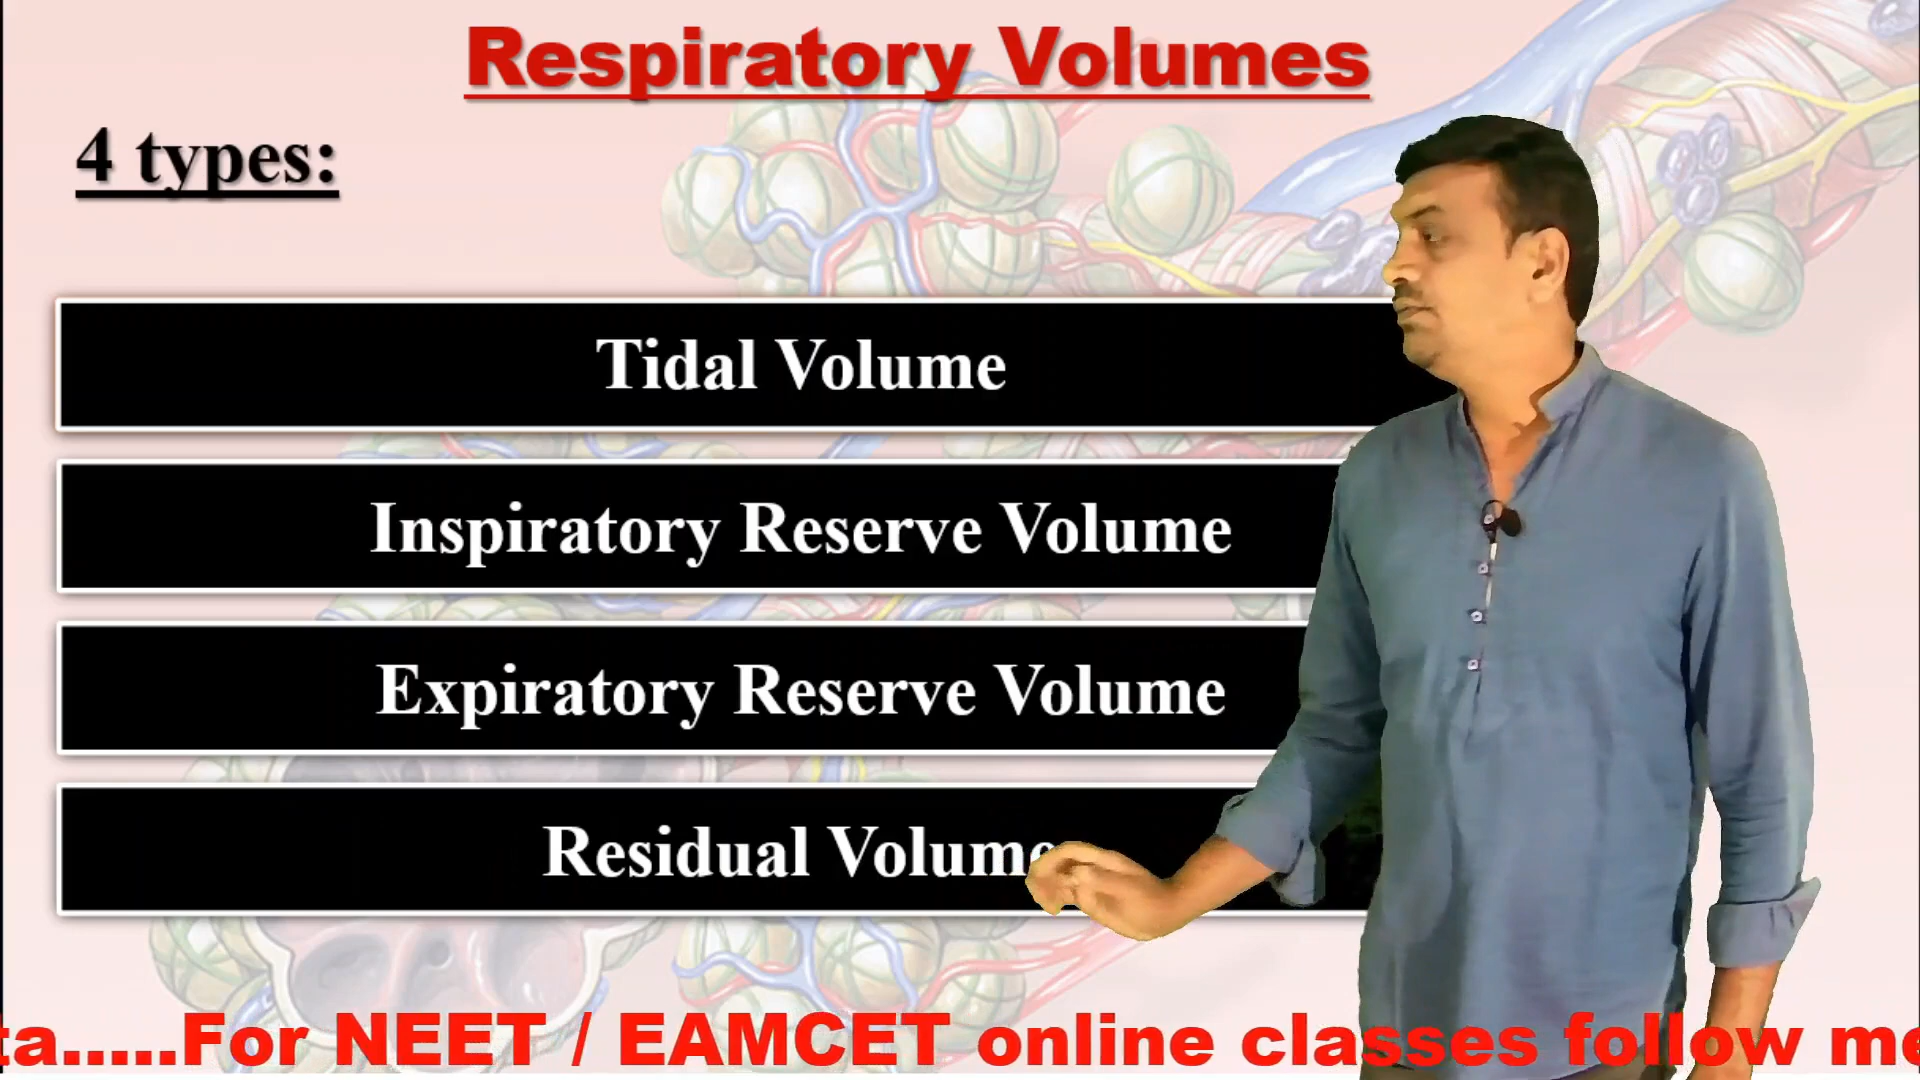 Respiratory Volumes
4 types:
Tidal Volume
Inspiratory Reserve Volume
Expiratory Reserve Volume
Residual Volume
ta.....For NEET / EAMCET online classes follow me